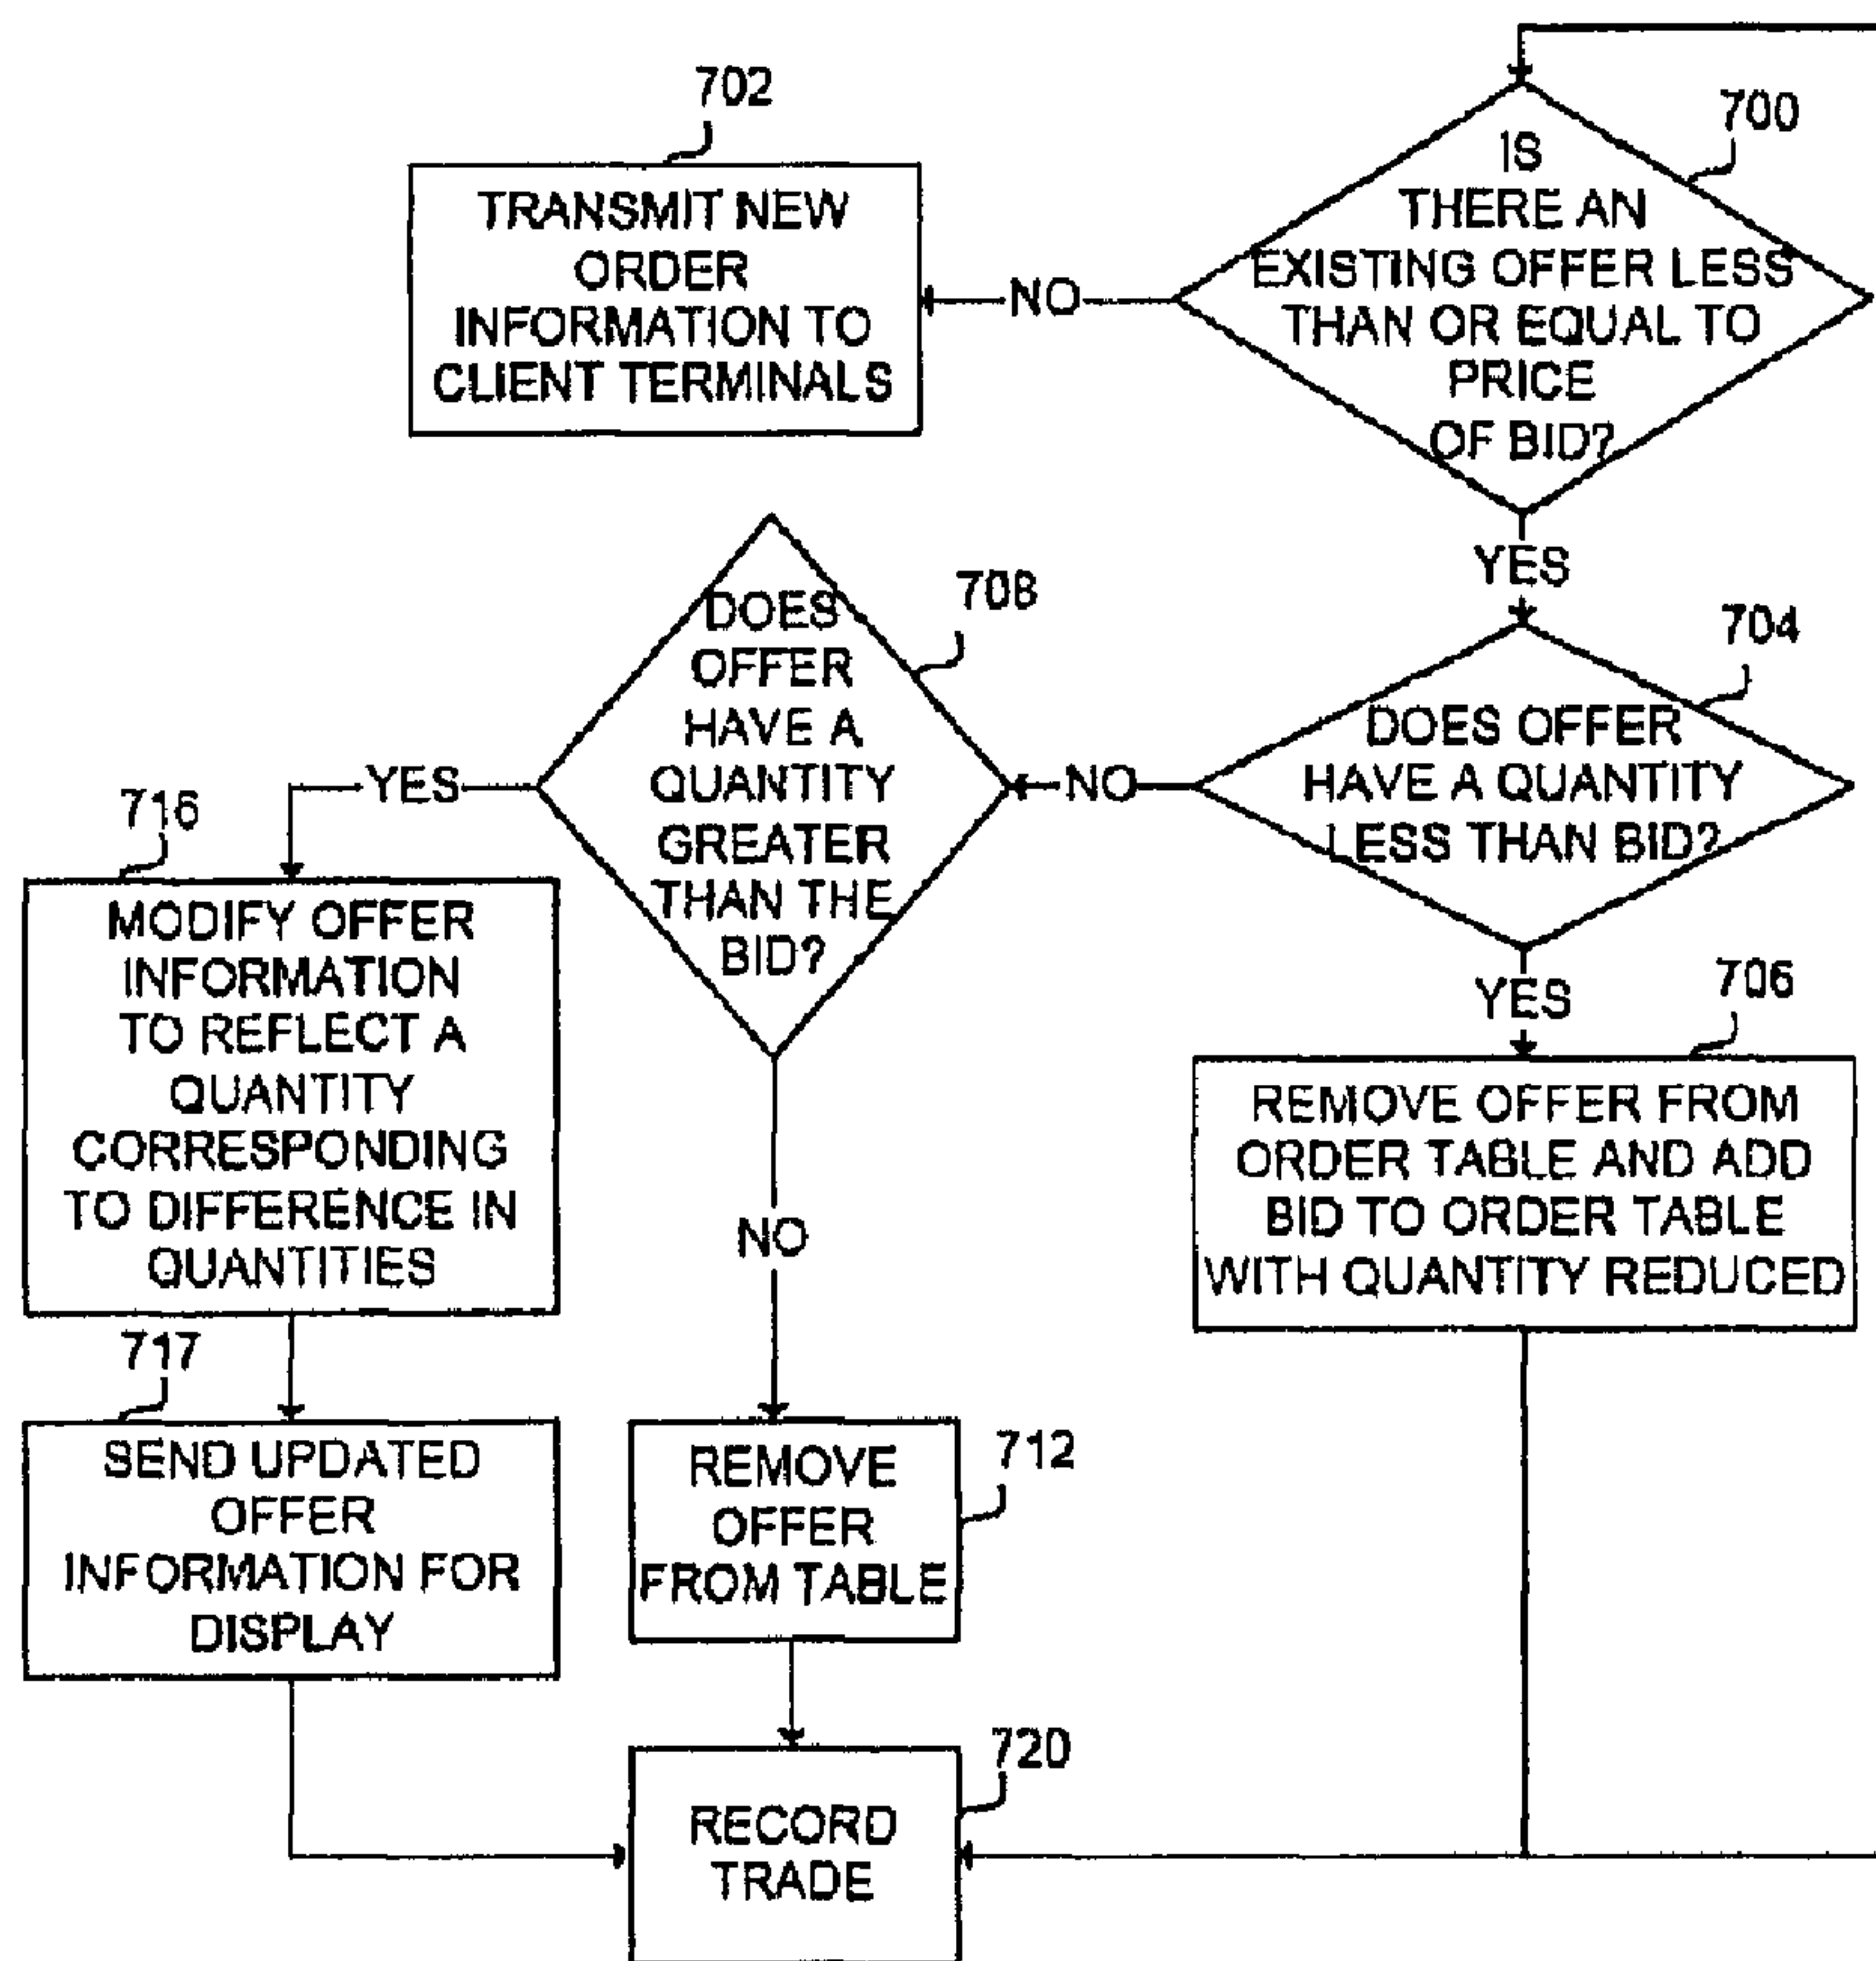 702
TRANSMIT NEW
ORDER
INFORMATION TO
CLIENT TERMINALS
NO
700
IS
THERE AN
EXISTING OFFER LESS
THAN OR EQUAL TO
PRICE
OF BID?
YES
708
DOES
OFFER
HAVE A
QUANTITY
GREATER
THAN THE
BID?
NO
704
DOES OFFER
HAVE A QUANTITY
LESS THAN BID?
YES
716
MODIFY OFFER
INFORMATION
TO REFLECT A
QUANTITY
CORRESPONDING
TO DIFFERENCE IN
QUANTITIES
NO
YES
706
REMOVE OFFER FROM
ORDER TABLE AND ADD
BID TO ORDER TABLE
WITH QUANTITY REDUCED
717
SEND UPDATED
OFFER
INFORMATION FOR
DISPLAY
712
REMOVE
OFFER
FROM TABLE
720
RECORD
TRADE